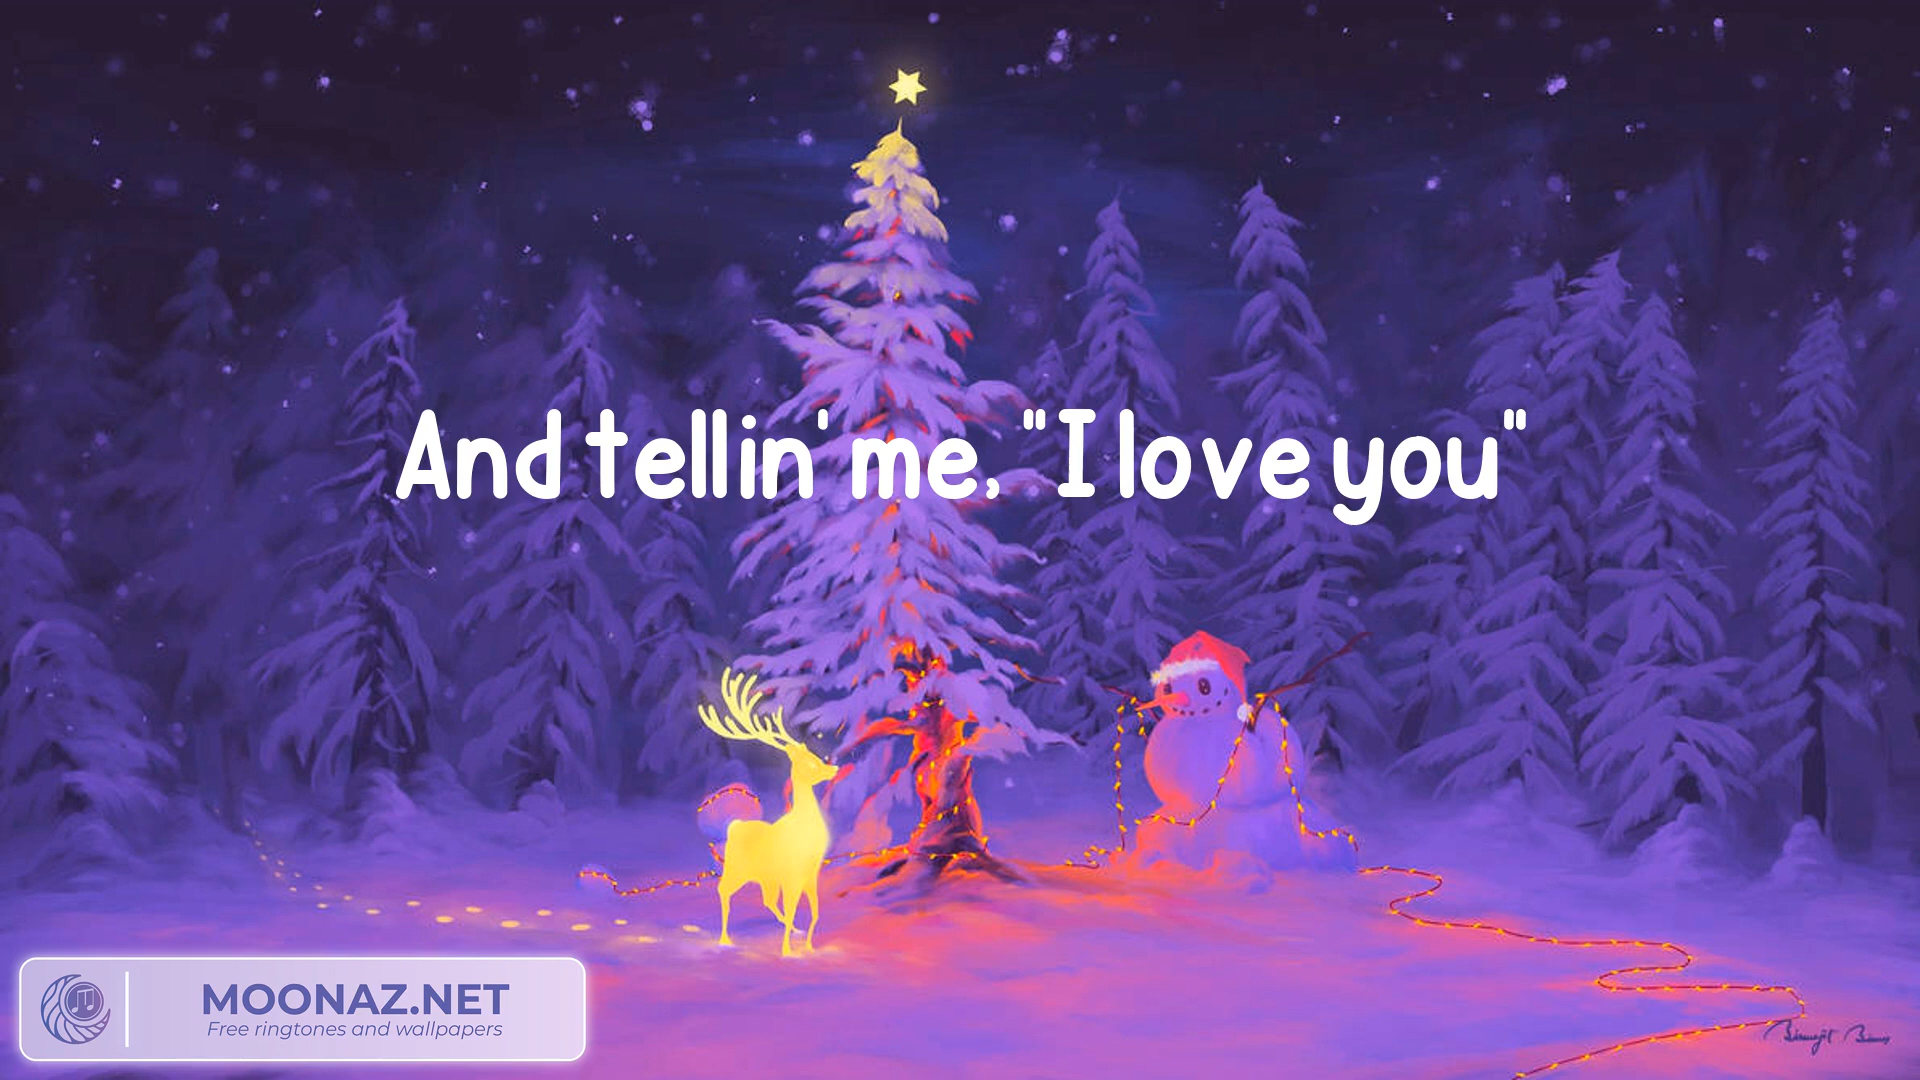 And tellin' me, "I love you"
MOONAZ.NET
Free ringtones and wallpapers